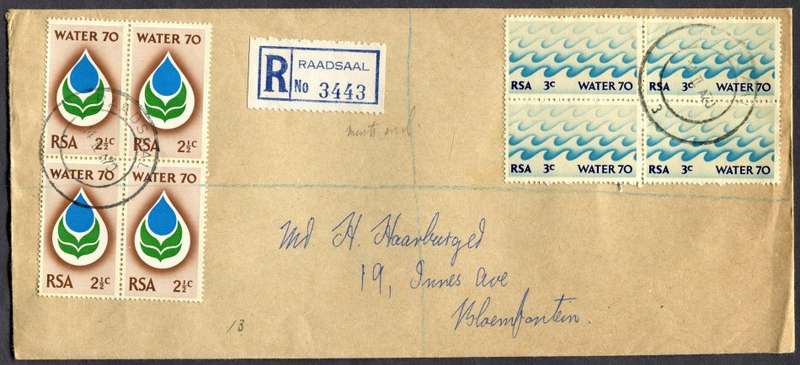 WATER 70 WATER 70
RSA 2½c RSA 2½c
WATER 70 WATER 70
RSA 2½c RSA 2½c
R RAADSAAL
No 3443
RSA 3c WATER 70 RSA 3c WATER 70
RSA 3c WATER 70 RSA 3c WATER 70
H. Haarburged
19, Innes Ave
Bloemfontein.
13